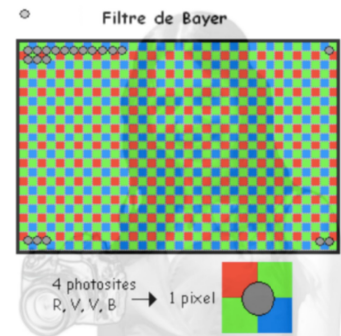 Filtre de Bayer
4 photosites
R, V, V, B
1 pixel